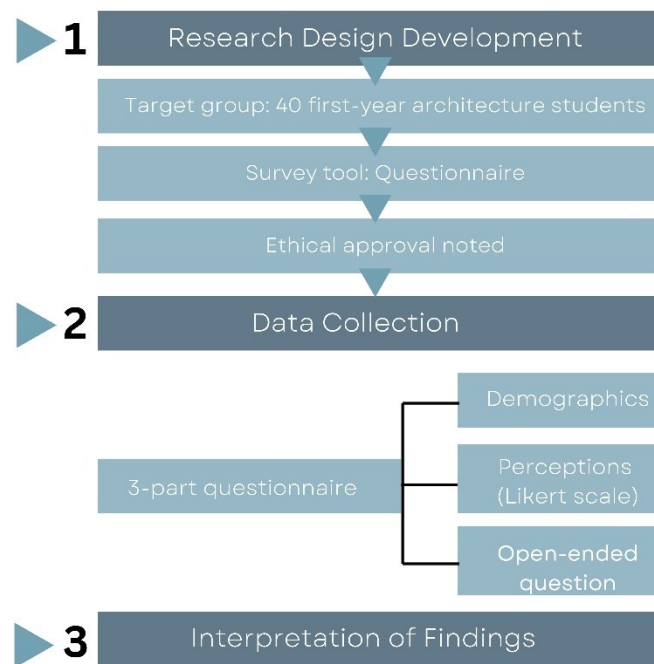 1 Research Design Development
Target group: 40 first-year architecture students
Survey tool: Questionnaire
Ethical approval noted
2 Data Collection
3-part questionnaire
Demographics
Perceptions
(Likert scale)
Open-ended
question
3 Interpretation of Findings